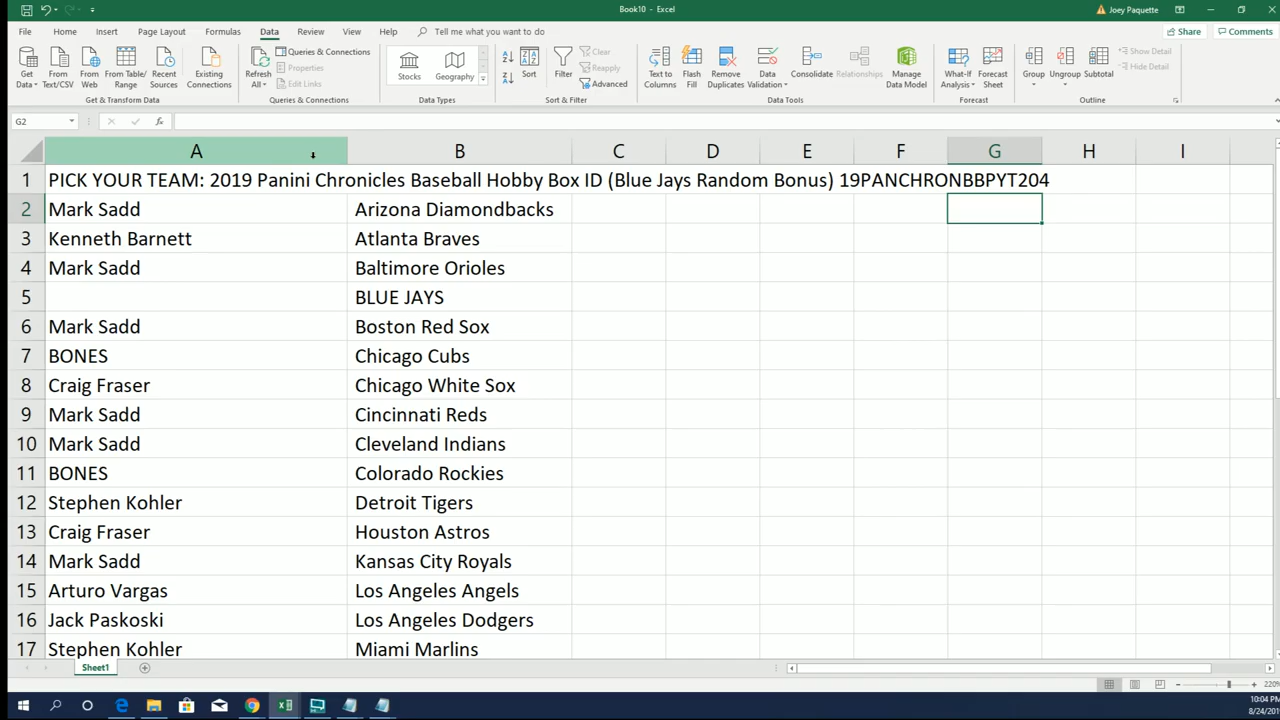 Book10 - Excel
Joey Paquette
File Home Insert Page Layout Formulas Data Review View Help Tell me what you want to do Share Comments
Get Data From Text/CSV From Web From Table/Range Recent Sources Existing Connections
Get & Transform Data
Refresh All Queries & Connections Properties Edit Links
Queries & Connections
Stocks Geography
Data Types
Sort Filter Clear Reapply Advanced
Sort & Filter
Text to Columns Flash Fill Remove Duplicates Data Validation Consolidate Relationships Manage Data Model
Data Tools
What-If Analysis Forecast Sheet
Forecast
Group Ungroup Subtotal Show Detail Hide Detail
Outline
G2 fx
A B C D E F G H I
1 PICK YOUR TEAM: 2019 Panini Chronicles Baseball Hobby Box ID (Blue Jays Random Bonus) 19PANCHRONBBPYT204
2 Mark Sadd Arizona Diamondbacks
3 Kenneth Barnett Atlanta Braves
4 Mark Sadd Baltimore Orioles
5 BLUE JAYS
6 Mark Sadd Boston Red Sox
7 BONES Chicago Cubs
8 Craig Fraser Chicago White Sox
9 Mark Sadd Cincinnati Reds
10 Mark Sadd Cleveland Indians
11 BONES Colorado Rockies
12 Stephen Kohler Detroit Tigers
13 Craig Fraser Houston Astros
14 Mark Sadd Kansas City Royals
15 Arturo Vargas Los Angeles Angels
16 Jack Paskoski Los Angeles Dodgers
17 Stephen Kohler Miami Marlins
Sheet1
220%
10:04 PM
8/24/201